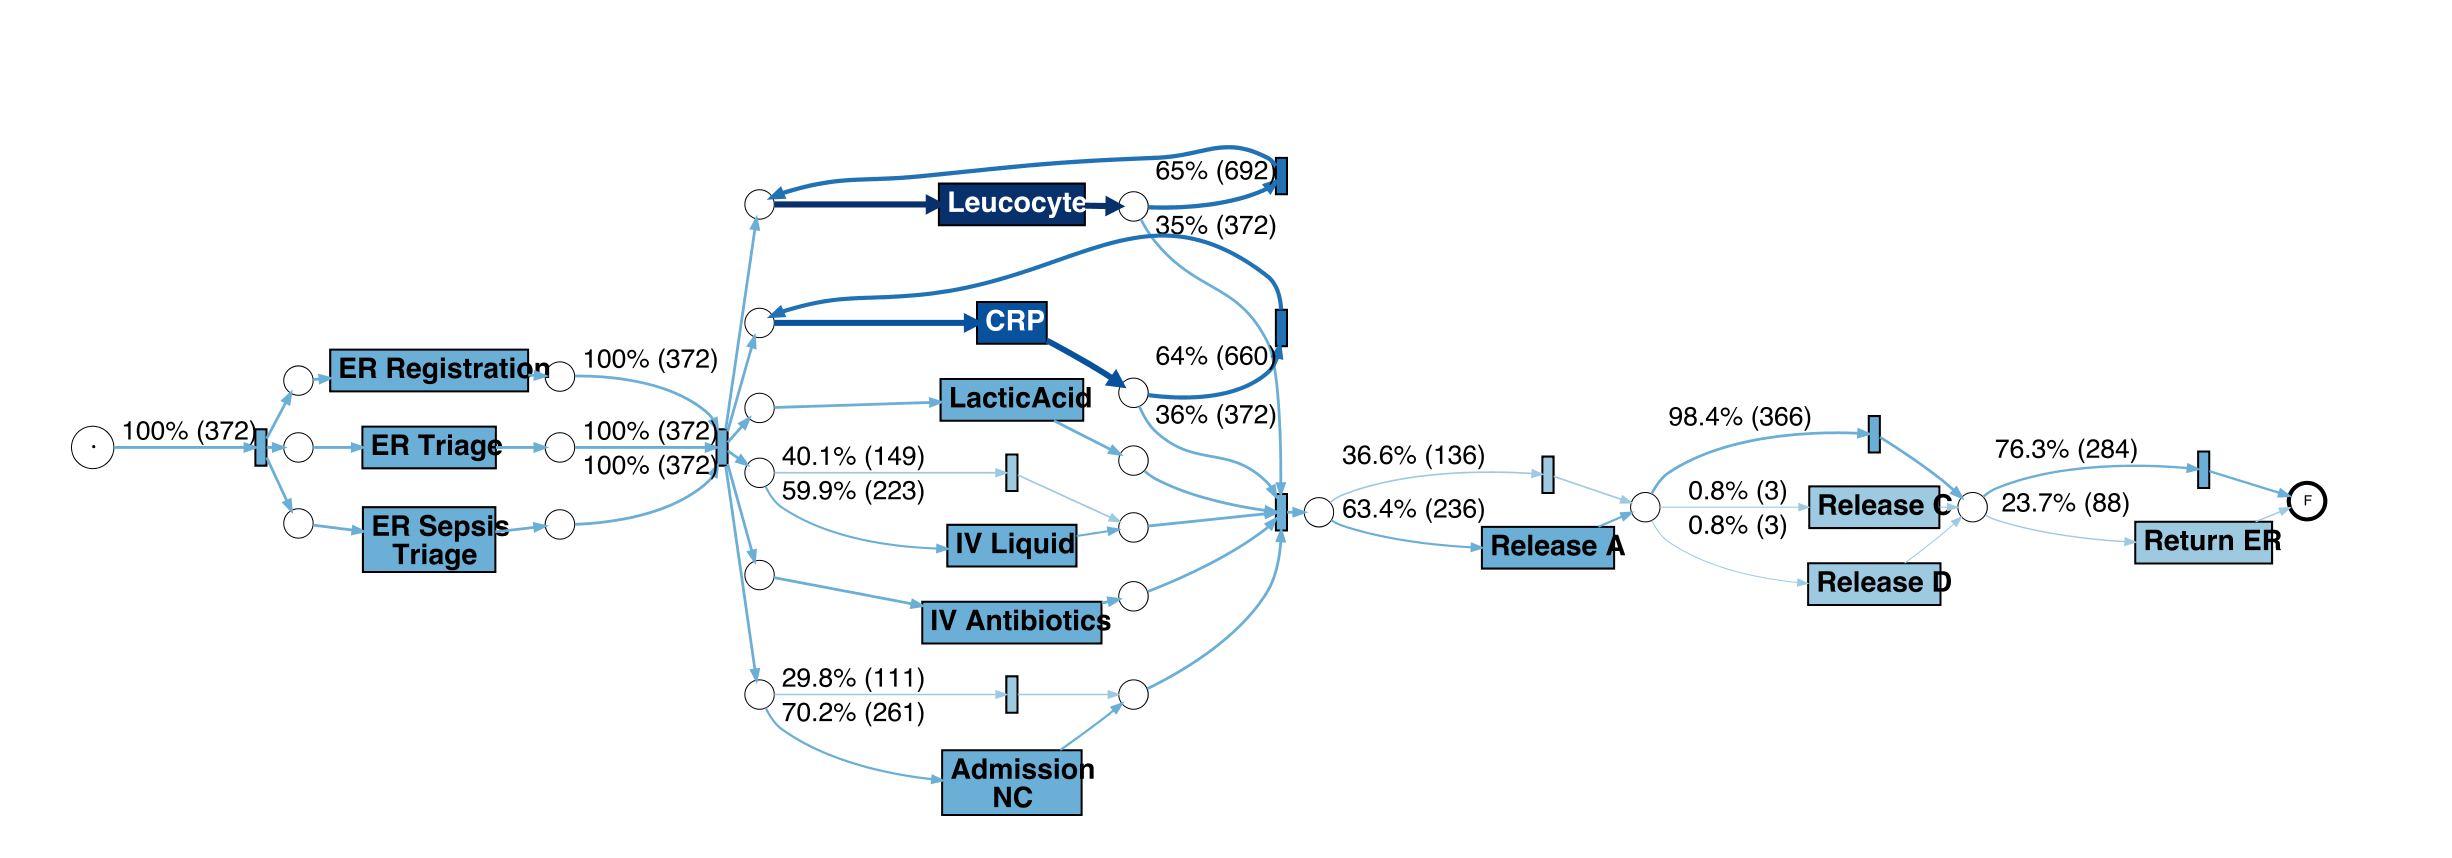 100% (372)
ER Registration
ER Triage
ER Sepsis
Triage
100% (372)
100% (372)
100% (372)
Leucocyte
65% (692)
35% (372)
CRP
64% (660)
36% (372)
LacticAcid
40.1% (149)
59.9% (223)
IV Liquid
IV Antibiotics
29.8% (111)
70.2% (261)
Admission
NC
36.6% (136)
63.4% (236)
Release A
98.4% (366)
0.8% (3)
0.8% (3)
Release C
Release D
76.3% (284)
23.7% (88)
Return ER
F